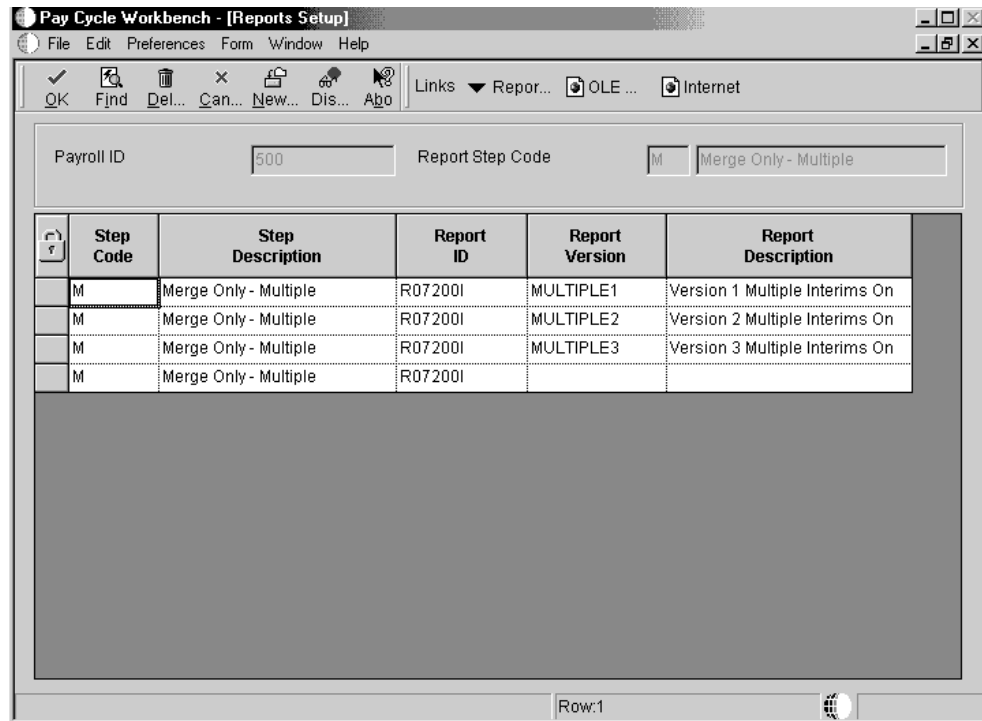 Pay Cycle Workbench - [Reports Setup]
File Edit Preferences Form Window Help
OK Find Del... Can... New... Dis... Abo Links Repor... OLE ... Internet
Payroll ID 500 Report Step Code M Merge Only - Multiple
Step Code Step Description Report ID Report Version Report Description
M Merge Only - Multiple R07200I MULTIPLE1 Version 1 Multiple Interims On
M Merge Only - Multiple R07200I MULTIPLE2 Version 2 Multiple Interims On
M Merge Only - Multiple R07200I MULTIPLE3 Version 3 Multiple Interims On
M Merge Only - Multiple R07200I
Row:1